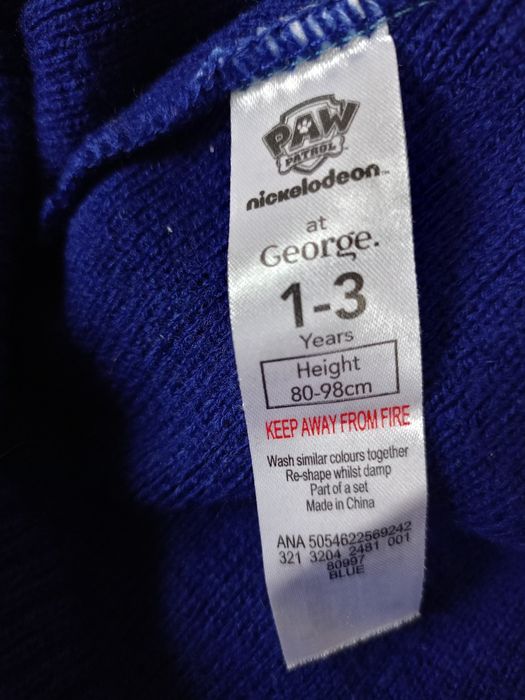 PAW
PATROL
nickelodeon™
at
George.
1-3
Years
Height
80-98cm
KEEP AWAY FROM FIRE
Wash similar colours together
Re-shape whilst damp
Part of a set
Made in China
ANA 5054622569242
321 3204 2481 001
80997
BLUE